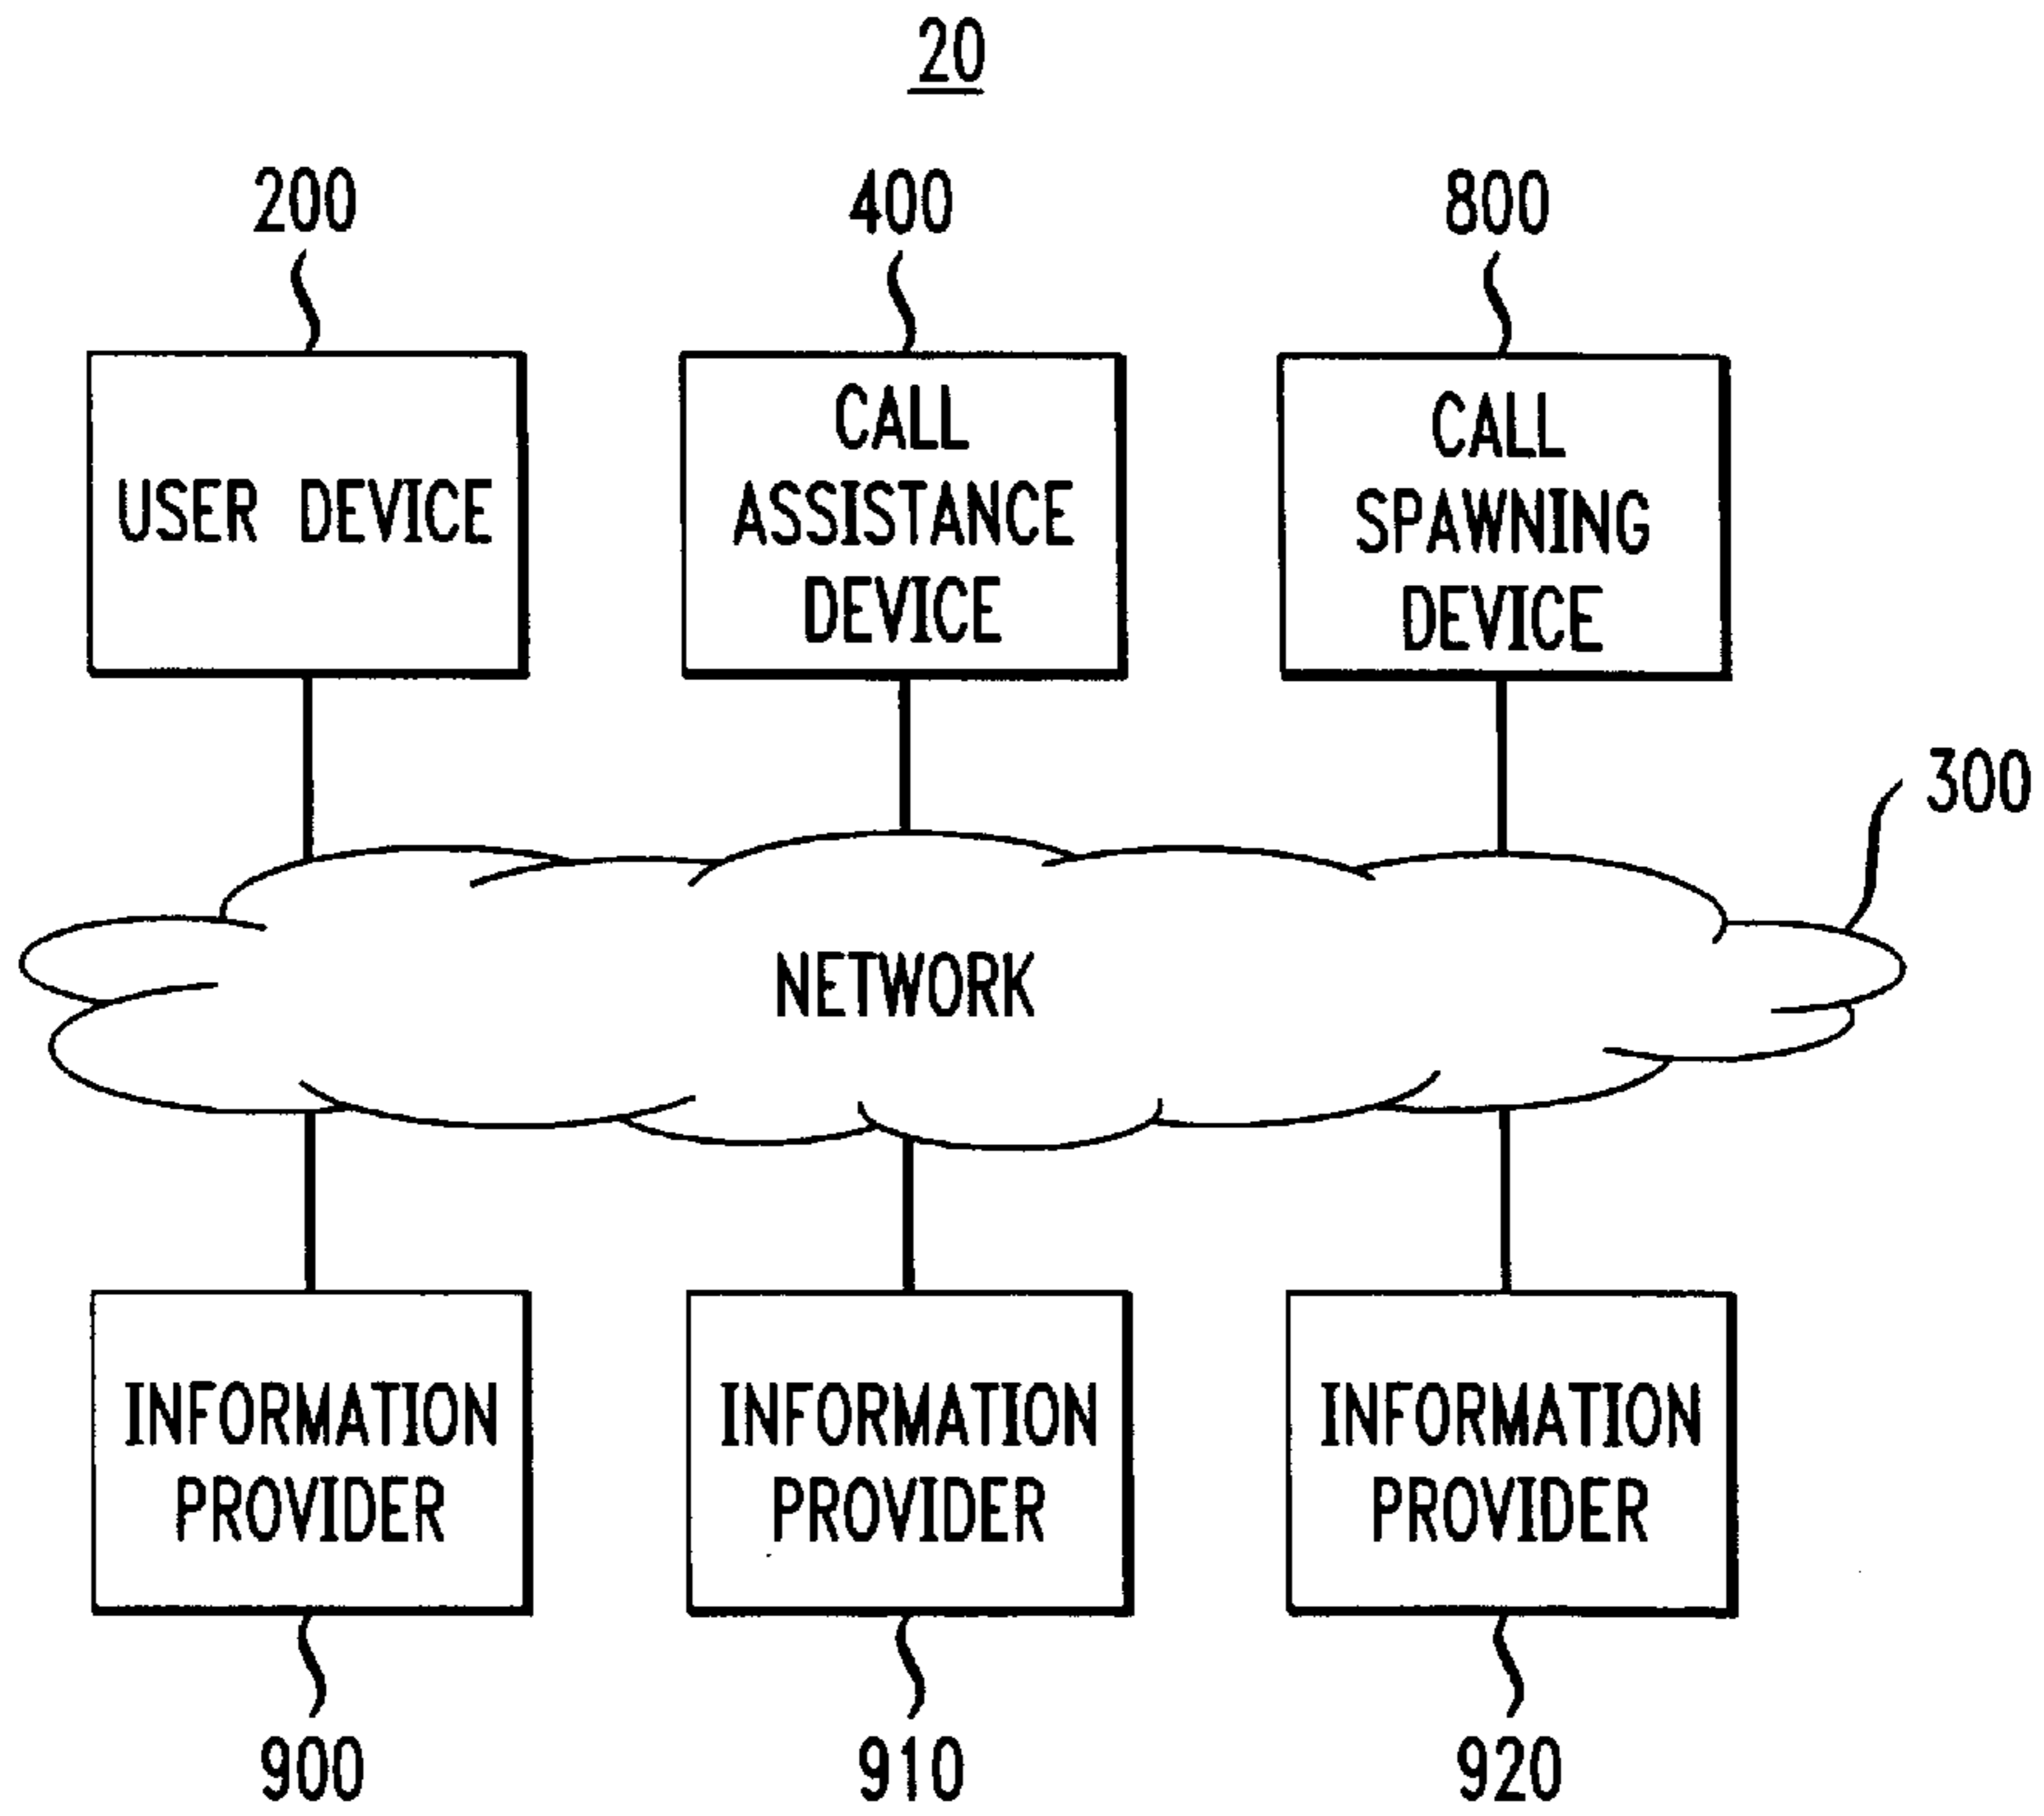 20
200
400
800
USER DEVICE
CALL
ASSISTANCE
DEVICE
CALL
SPAWNING
DEVICE
300
NETWORK
INFORMATION
PROVIDER
INFORMATION
PROVIDER
INFORMATION
PROVIDER
900
910
920